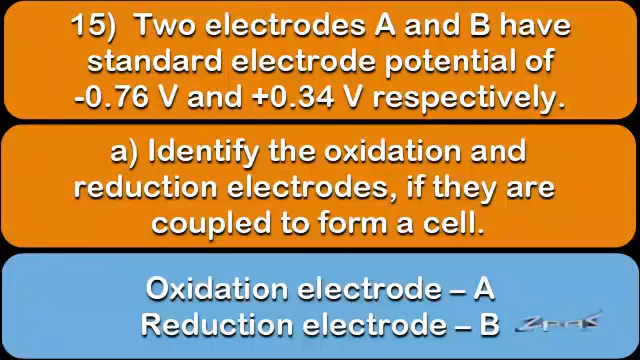 15)  Two electrodes A and B have
standard electrode potential of
-0.76 V and +0.34 V respectively.
a) Identify the oxidation and
reduction electrodes, if they are
coupled to form a cell.
Oxidation electrode – A
Reduction electrode – B